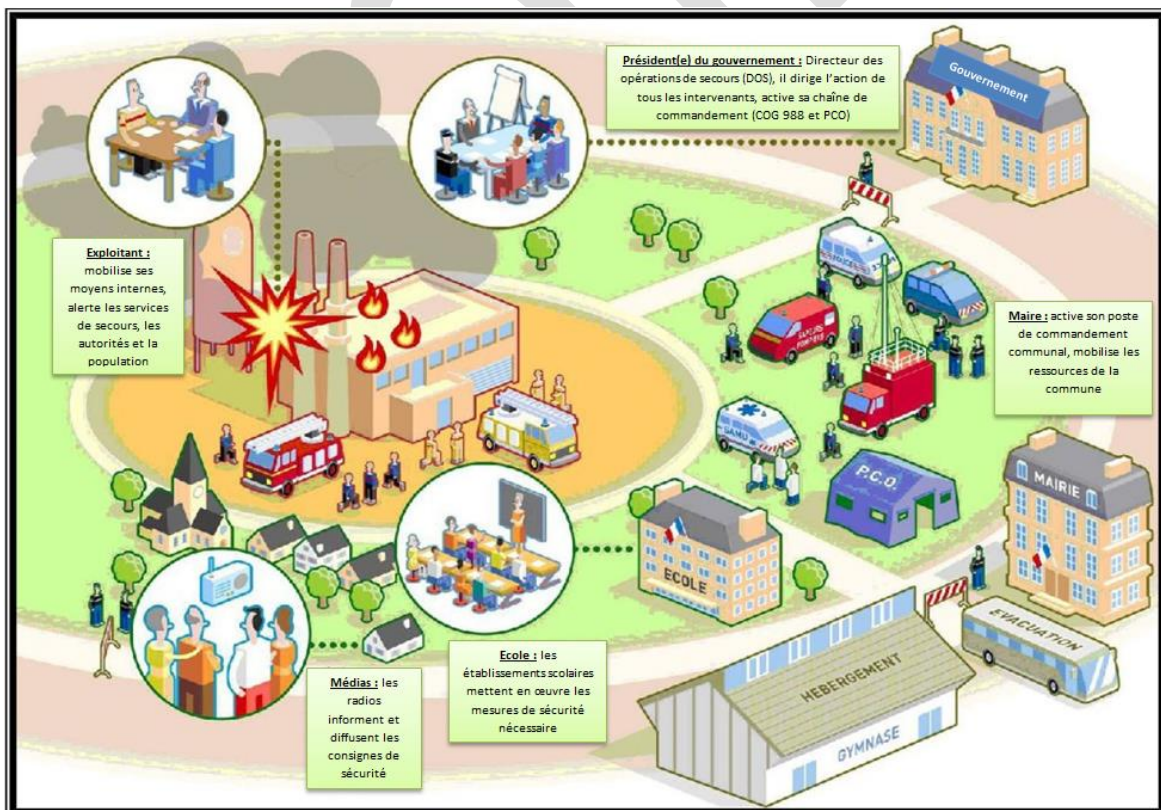 Président(e) du gouvernement : Directeur des
opérations de secours (DOS), il dirige l’action de
tous les intervenants, active sa chaîne de
commandement (COG 988 et PCO)
Gouvernement
Exploitant :
mobilise ses
moyens internes,
alerte les services
de secours, les
autorités et la
population
POLICE
SAPEURS
POMPIERS
Maire : active son poste
de commandement
communal, mobilise les
ressources de la
commune
SAMU
P.C.O.
MAIRIE
ECOLE
EVACUATION
HEBERGEMENT
GYMNASE
Ecole : les
établissements scolaires
mettent en œuvre les
mesures de sécurité
nécessaire
Médias : les
radios informent et
diffusent les
consignes de
sécurité